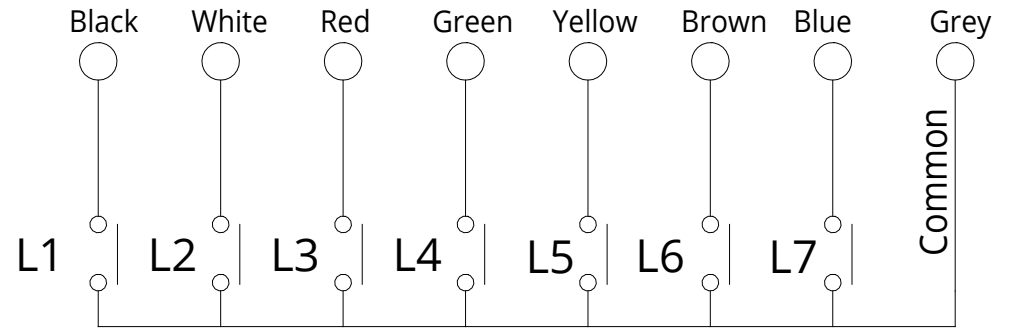 Black White Red Green Yellow Brown Blue Grey
Common
L1 L2 L3 L4 L5 L6 L7